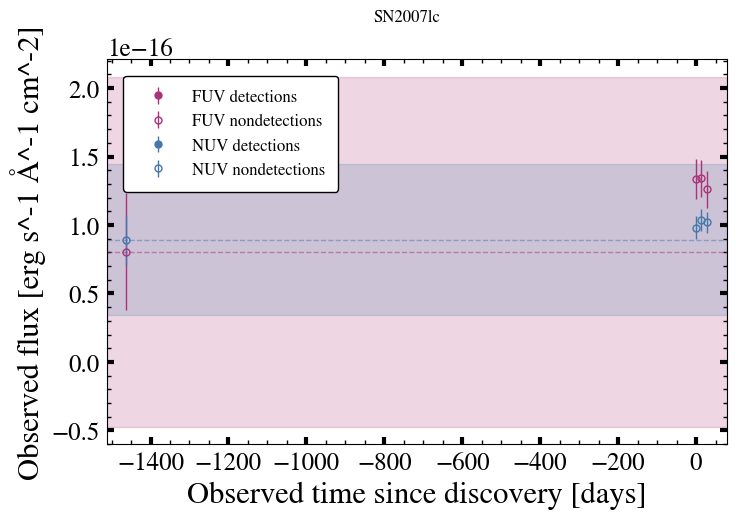 SN2007lc
1e−16
Observed flux [erg s^-1 Å^-1 cm^-2]
2.0
1.5
1.0
0.5
0.0
−0.5
FUV detections
FUV nondetections
NUV detections
NUV nondetections
−1400 −1200 −1000 −800 −600 −400 −200 0
Observed time since discovery [days]